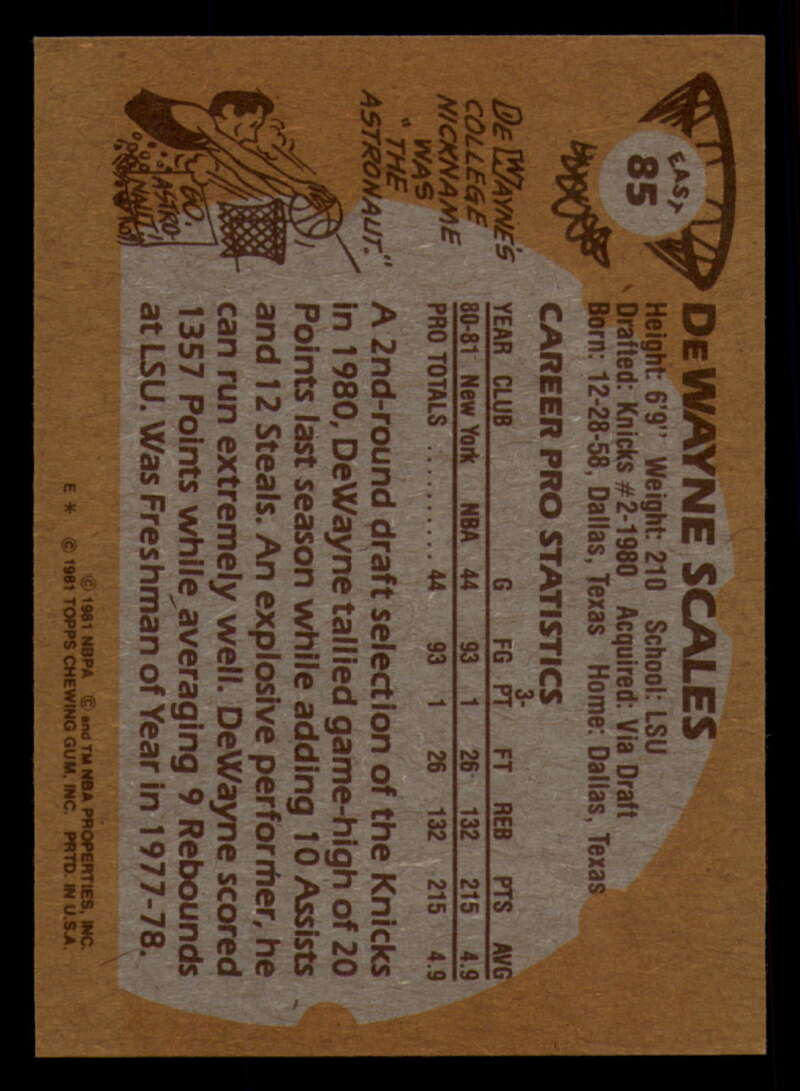 EAST
85
DeWAYNE SCALES
Height: 6'9" Weight: 210 School: LSU
Drafted: Knicks #2-1980 Acquired: Via Draft
Born: 12-28-58, Dallas, Texas Home: Dallas, Texas
CAREER PRO STATISTICS
YEAR CLUB G FG 3-PT FT REB PTS AVG
80-81 New York NBA 44 93 1 26 132 215 4.9
PRO TOTALS .......... 44 93 1 26 132 215 4.9
DEWAYNE'S
COLLEGE
NICKNAME
WAS
"THE
ASTRONAUT."
GO,
ASTRO-
NAUT!
A 2nd-round draft selection of the Knicks
in 1980, DeWayne tallied game-high of 20
Points last season while adding 10 Assists
and 12 Steals. An explosive performer, he
can run extremely well. DeWayne scored
1357 Points while averaging 9 Rebounds
at LSU. Was Freshman of Year in 1977-78.
© 1981 NBPA © and TM NBA PROPERTIES, INC.
E * © 1981 TOPPS CHEWING GUM, INC. PRTD. IN U.S.A.